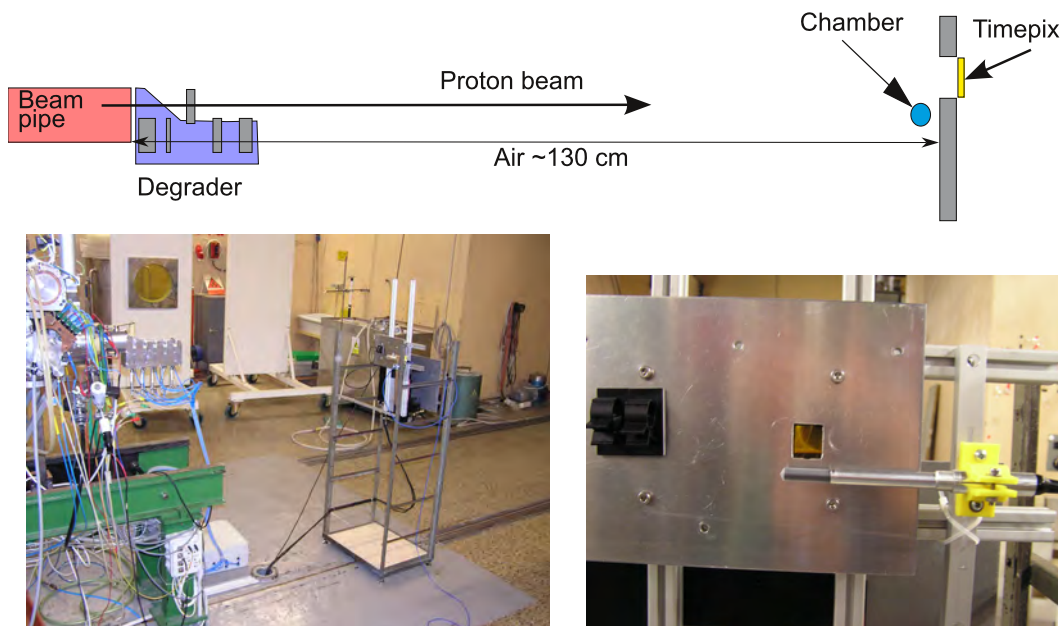 Chamber
Timepix
Proton beam
Beam
pipe
Air ~130 cm
Degrader